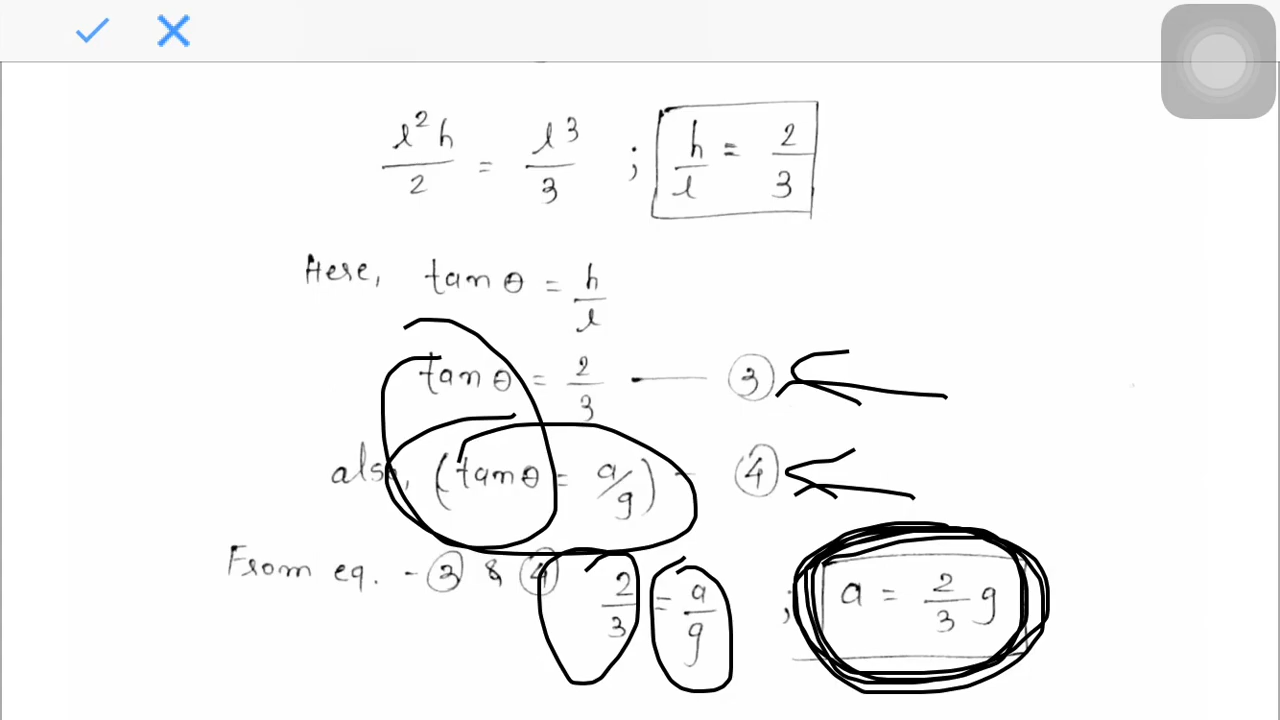 l²h/2 = l³/3 ; h/l = 2/3
Here, tan θ = h/l
tan θ = 2/3 — ③
also, (tan θ = a/g) – ④
From eq. - ③ & ④ 2/3 = a/g ; a = 2/3 g